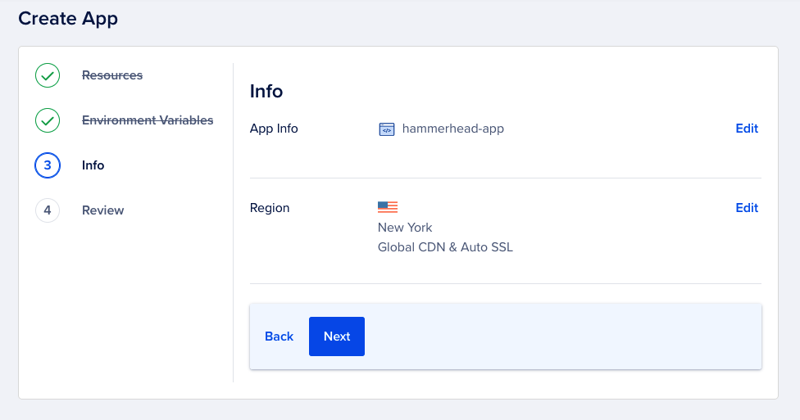 Create App
Resources
Environment Variables
3 Info
4 Review
Info
App Info </> hammerhead-app Edit
Region Edit
New York
Global CDN & Auto SSL
Back Next